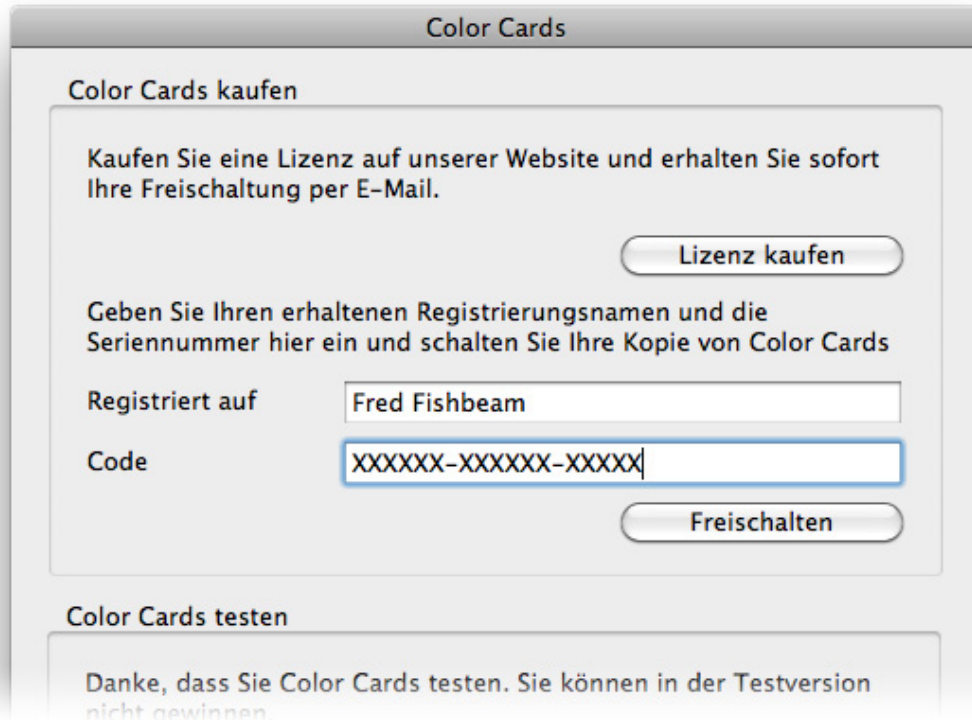 Color Cards
Color Cards kaufen
Kaufen Sie eine Lizenz auf unserer Website und erhalten Sie sofort
Ihre Freischaltung per E-Mail.
Lizenz kaufen
Geben Sie Ihren erhaltenen Registrierungsnamen und die
Seriennummer hier ein und schalten Sie Ihre Kopie von Color Cards
Registriert auf
Fred Fishbeam
Code
XXXXXX-XXXXXX-XXXXX
Freischalten
Color Cards testen
Danke, dass Sie Color Cards testen. Sie können in der Testversion
nicht gewinnen.